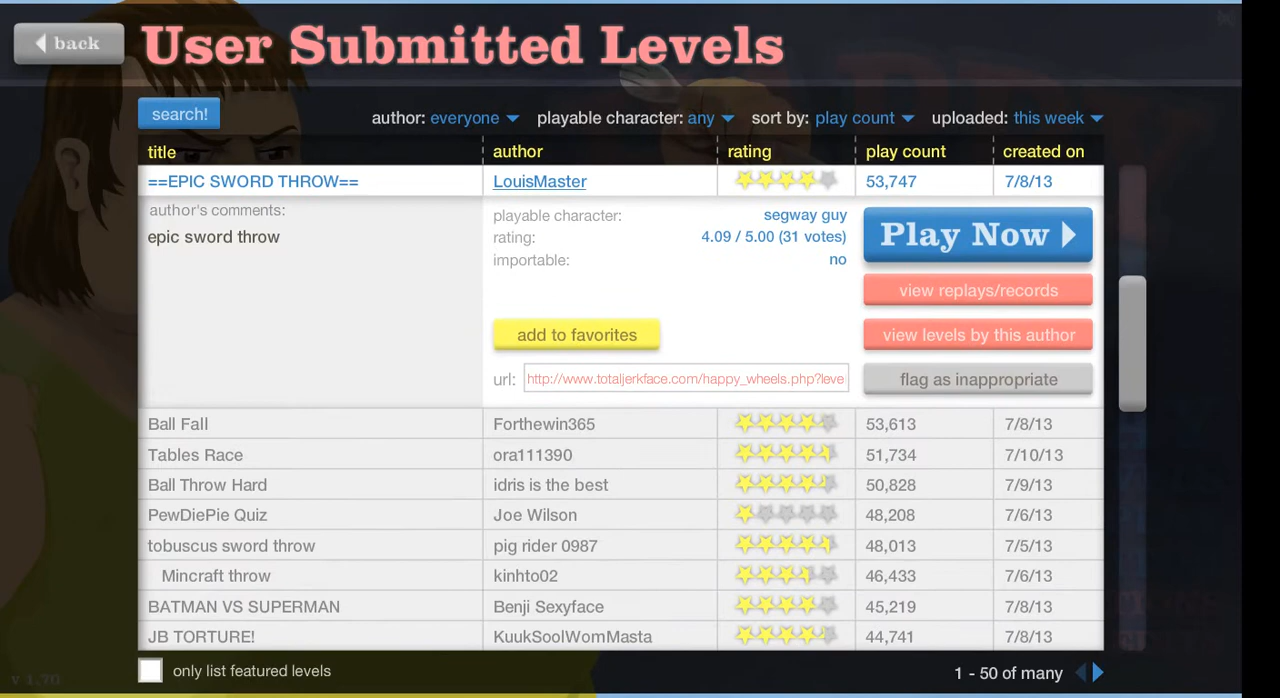 back
User Submitted Levels
search!
author: everyone playable character: any sort by: play count uploaded: this week
title author rating play count created on
==EPIC SWORD THROW== LouisMaster 53,747 7/8/13
author's comments:
epic sword throw
playable character: segway guy
rating: 4.09 / 5.00 (31 votes)
importable: no
Play Now
view replays/records
add to favorites
view levels by this author
url: http://www.totaljerkface.com/happy_wheels.php?leve
flag as inappropriate
Ball Fall Forthewin365 53,613 7/8/13
Tables Race ora111390 51,734 7/10/13
Ball Throw Hard idris is the best 50,828 7/9/13
PewDiePie Quiz Joe Wilson 48,208 7/6/13
tobuscus sword throw pig rider 0987 48,013 7/5/13
Mincraft throw kinhto02 46,433 7/6/13
BATMAN VS SUPERMAN Benji Sexyface 45,219 7/8/13
JB TORTURE! KuukSoolWomMasta 44,741 7/8/13
only list featured levels
1 - 50 of many
v 1.70